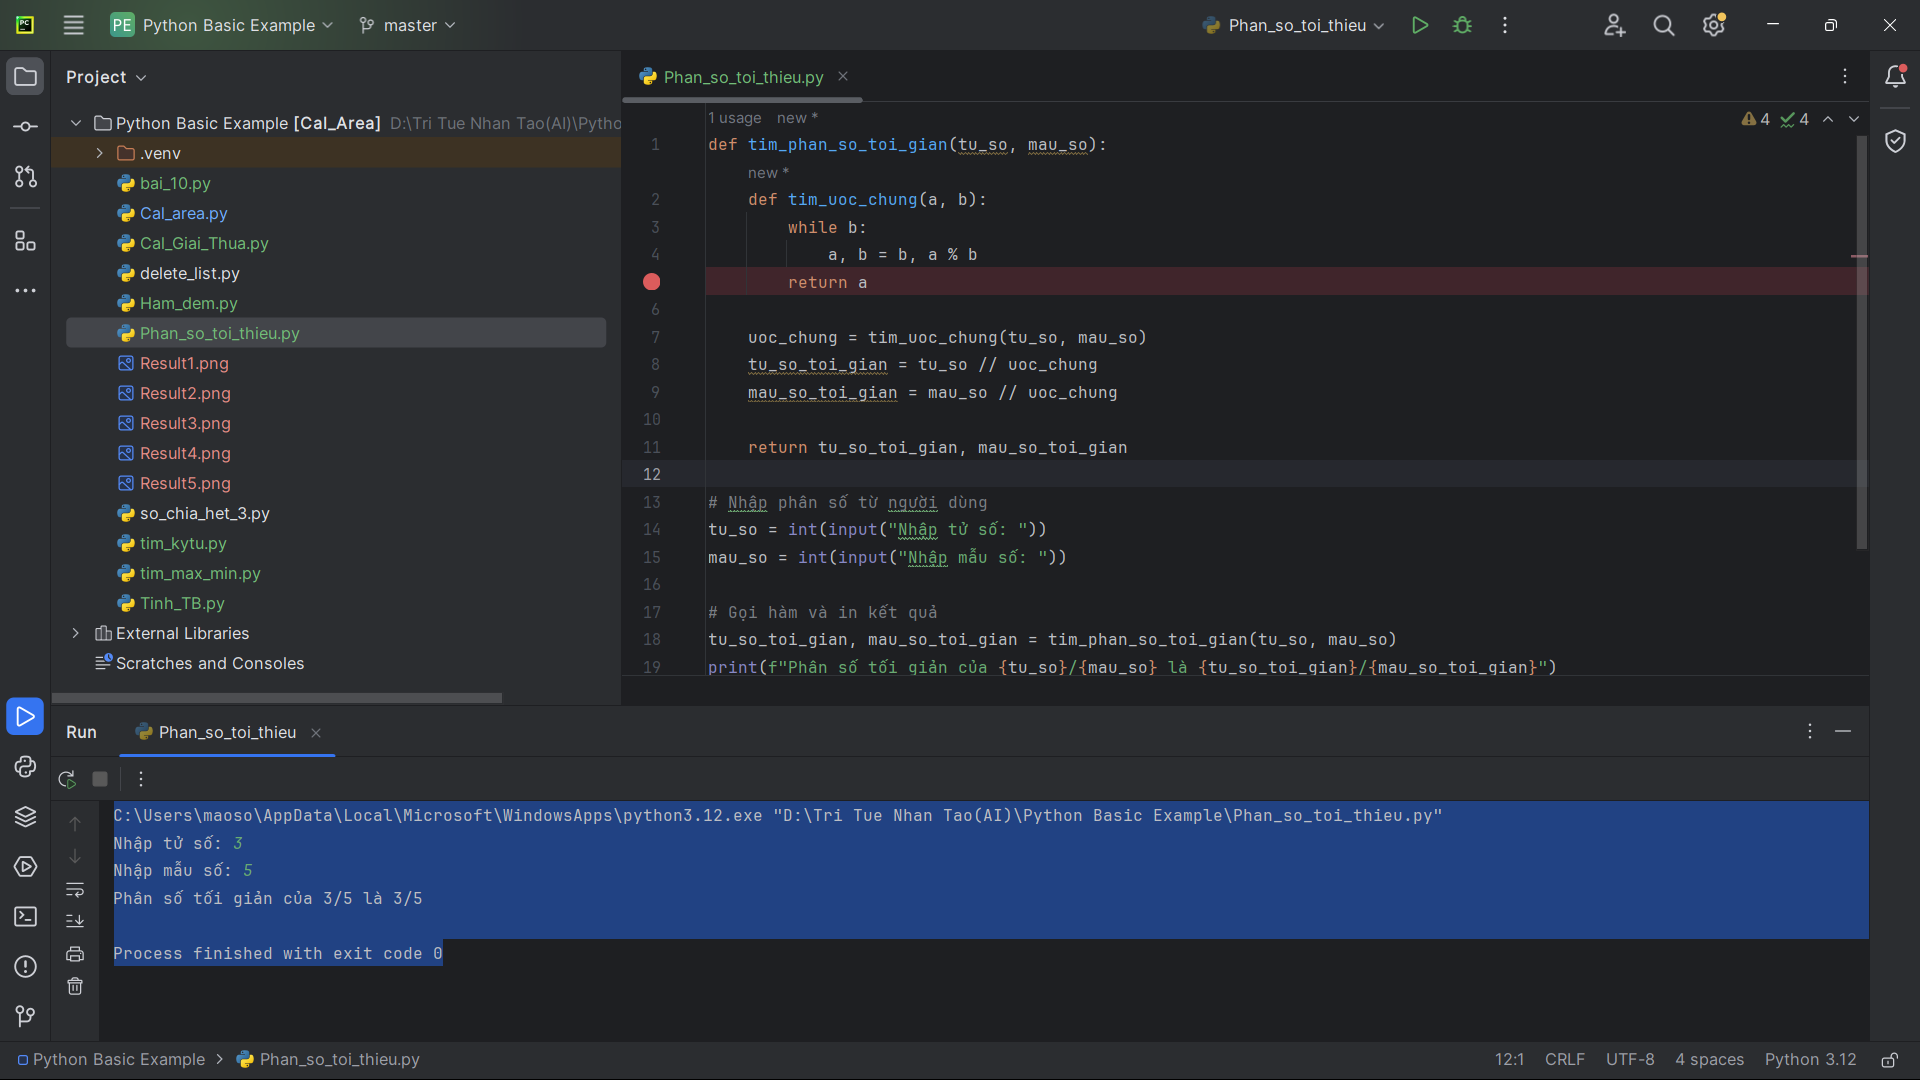 PE Python Basic Example master Phan_so_toi_thieu
Project
Phan_so_toi_thieu.py
Python Basic Example [Cal_Area] D:\Tri Tue Nhan Tao(AI)\Pytho
.venv
bai_10.py
Cal_area.py
Cal_Giai_Thua.py
delete_list.py
Ham_dem.py
Phan_so_toi_thieu.py
Result1.png
Result2.png
Result3.png
Result4.png
Result5.png
so_chia_het_3.py
tim_kytu.py
tim_max_min.py
Tinh_TB.py
External Libraries
Scratches and Consoles
1 usage new *
4 4
1 def tim_phan_so_toi_gian(tu_so, mau_so):
new *
2 def tim_uoc_chung(a, b):
3 while b:
4 a, b = b, a % b
return a
6
7 uoc_chung = tim_uoc_chung(tu_so, mau_so)
8 tu_so_toi_gian = tu_so // uoc_chung
9 mau_so_toi_gian = mau_so // uoc_chung
10
11 return tu_so_toi_gian, mau_so_toi_gian
12
13 # Nhập phân số từ người dùng
14 tu_so = int(input("Nhập tử số: "))
15 mau_so = int(input("Nhập mẫu số: "))
16
17 # Gọi hàm và in kết quả
18 tu_so_toi_gian, mau_so_toi_gian = tim_phan_so_toi_gian(tu_so, mau_so)
19 print(f"Phân số tối giản của {tu_so}/{mau_so} là {tu_so_toi_gian}/{mau_so_toi_gian}")
Run Phan_so_toi_thieu
C:\Users\maoso\AppData\Local\Microsoft\WindowsApps\python3.12.exe "D:\Tri Tue Nhan Tao(AI)\Python Basic Example\Phan_so_toi_thieu.py"
Nhập tử số: 3
Nhập mẫu số: 5
Phân số tối giản của 3/5 là 3/5
Process finished with exit code 0
Python Basic Example > Phan_so_toi_thieu.py
12:1 CRLF UTF-8 4 spaces Python 3.12